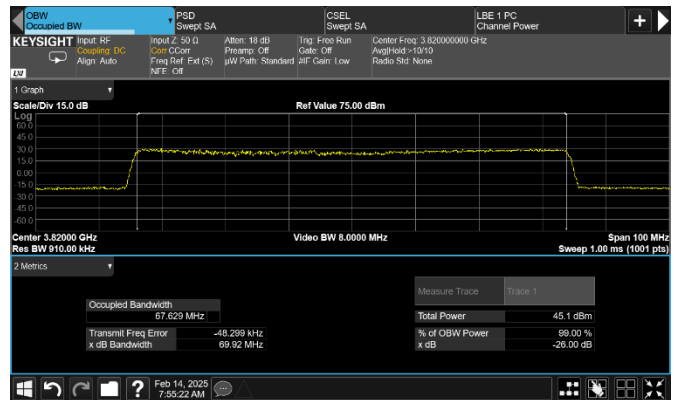 OBW
Occupied BW
PSD
Swept SA
CSEL
Swept SA
LBE 1 PC
Channel Power
KEYSIGHT
LXI
Input: RF
Coupling: DC
Align: Auto
Input Z: 50 Ω
Corr CCorr
Freq Ref: Ext (S)
NFE: Off
Atten: 18 dB
Preamp: Off
µW Path: Standard
Trig: Free Run
Gate: Off
#IF Gain: Low
Center Freq: 3.820000000 GHz
Avg|Hold:>10/10
Radio Std: None
1 Graph
Scale/Div 15.0 dB
Ref Value 75.00 dBm
Log
60.0
45.0
30.0
15.0
0.00
-15.0
-30.0
-45.0
-60.0
Center 3.82000 GHz
Video BW 8.0000 MHz
Span 100 MHz
Res BW 910.00 kHz
Sweep 1.00 ms (1001 pts)
2 Metrics
Measure Trace
Trace 1
Occupied Bandwidth
67.629 MHz
Total Power
45.1 dBm
Transmit Freq Error
-48.299 kHz
% of OBW Power
99.00 %
x dB Bandwidth
69.92 MHz
x dB
-26.00 dB
?
Feb 14, 2025
7:55:22 AM